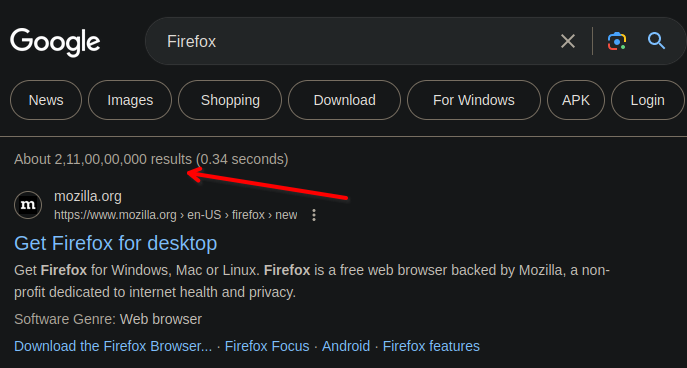 Google Firefox
News Images Shopping Download For Windows APK Login
About 2,11,00,00,000 results (0.34 seconds)
m mozilla.org
https://www.mozilla.org › en-US › firefox › new
Get Firefox for desktop
Get Firefox for Windows, Mac or Linux. Firefox is a free web browser backed by Mozilla, a non-
profit dedicated to internet health and privacy.
Software Genre: Web browser
Download the Firefox Browser... · Firefox Focus · Android · Firefox features